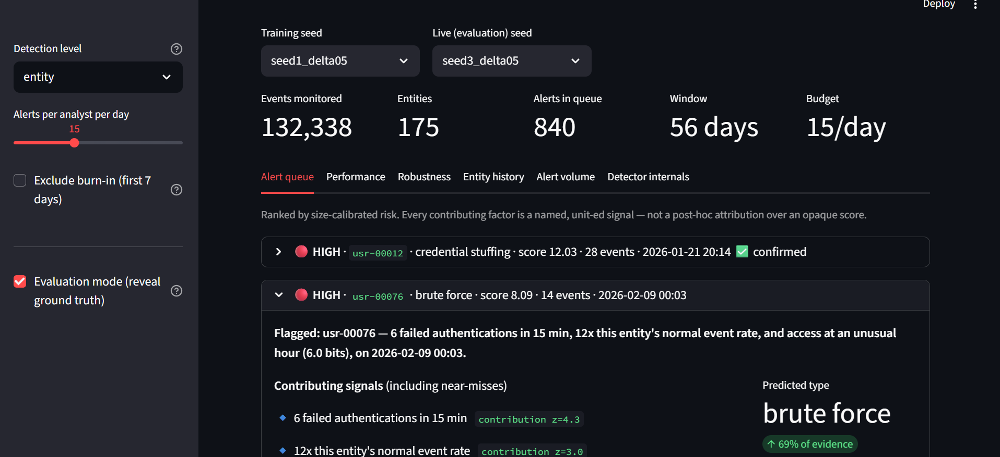 Deploy
Detection level
entity
Alerts per analyst per day
15
Exclude burn-in (first 7
days)
Evaluation mode (reveal
ground truth)
Training seed
seed1_delta05
Live (evaluation) seed
seed3_delta05
Events monitored
132,338
Entities
175
Alerts in queue
840
Window
56 days
Budget
15/day
Alert queue Performance Robustness Entity history Alert volume Detector internals
Ranked by size-calibrated risk. Every contributing factor is a named, unit-ed signal — not a post-hoc attribution over an opaque score.
HIGH · usr-00012 · credential stuffing · score 12.03 · 28 events · 2026-01-21 20:14 ✅ confirmed
HIGH · usr-00076 · brute force · score 8.09 · 14 events · 2026-02-09 00:03
Flagged: usr-00076 — 6 failed authentications in 15 min, 12x this entity's normal event rate, and access at an unusual
hour (6.0 bits), on 2026-02-09 00:03.
Contributing signals (including near-misses)
6 failed authentications in 15 min contribution z=4.3
12x this entity's normal event rate contribution z=3.0
Predicted type
brute force
↑ 69% of evidence